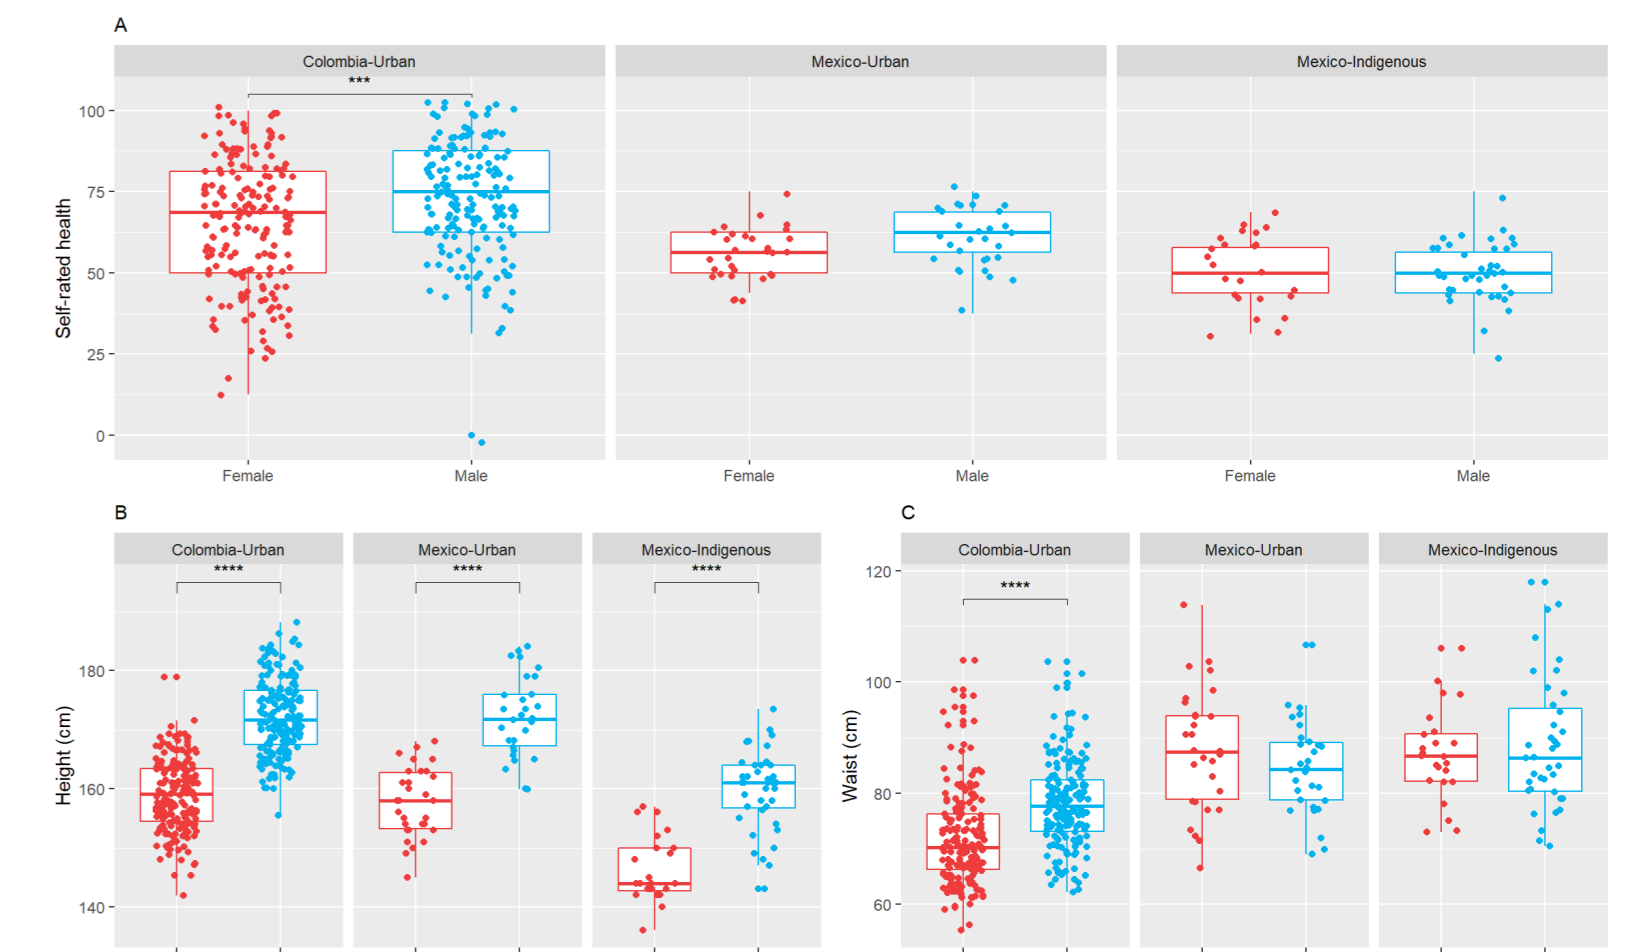 A
Colombia-Urban
Mexico-Urban
Mexico-Indigenous
***
Self-rated health
100
75
50
25
0
Female
Male
Female
Male
Female
Male
B
Colombia-Urban
Mexico-Urban
Mexico-Indigenous
****
****
****
Height (cm)
180
160
140
C
Colombia-Urban
Mexico-Urban
Mexico-Indigenous
****
Waist (cm)
120
100
80
60